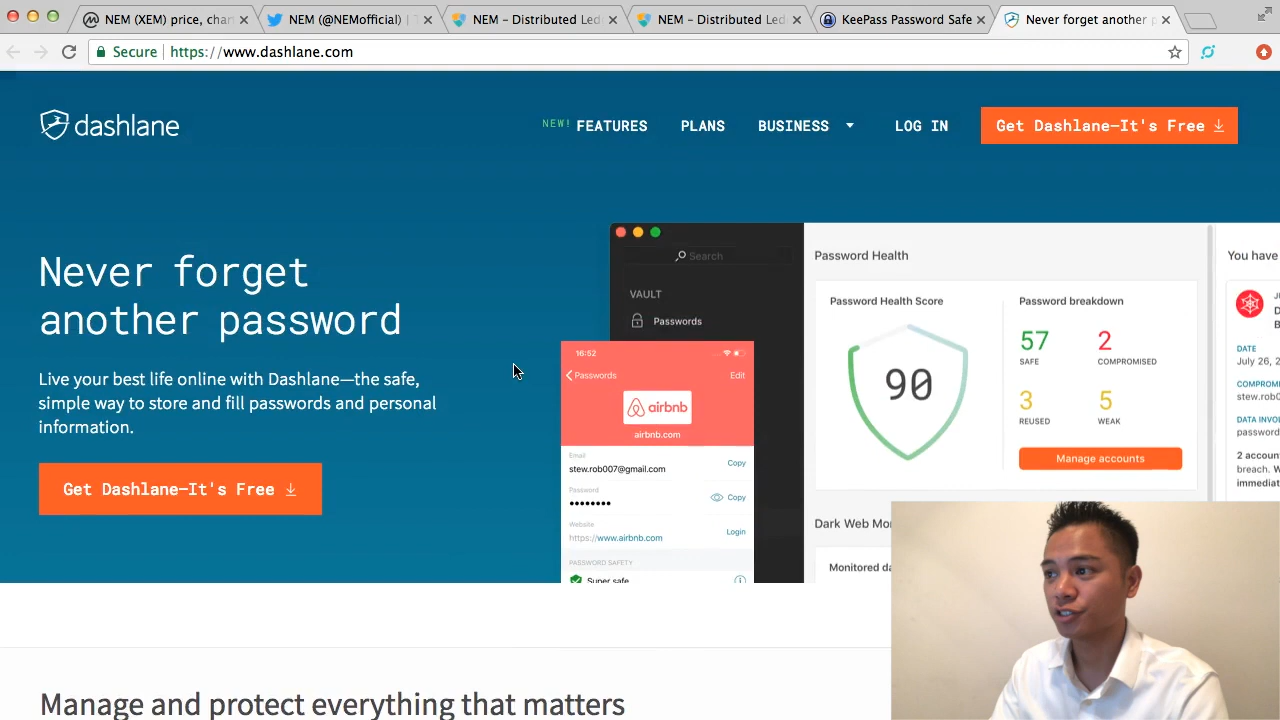 NEM (XEM) price, char
NEM (@NEMofficial) | T
NEM – Distributed Led
NEM – Distributed Led
KeePass Password Safe
Never forget another p
Secure | https://www.dashlane.com
dashlane
NEW! FEATURES
PLANS
BUSINESS
LOG IN
Get Dashlane—It's Free
Never forget
another password
Live your best life online with Dashlane—the safe,
simple way to store and fill passwords and personal
information.
Get Dashlane—It's Free
Search
VAULT
Passwords
16:52
Passwords
Edit
airbnb
airbnb.com
Email
stew.rob007@gmail.com
Copy
Password
••••••••
Copy
Website
https://www.airbnb.com
Login
PASSWORD SAFETY
Super safe
Password Health
Password Health Score
90
Password breakdown
57
SAFE
2
COMPROMISED
3
REUSED
5
WEAK
Manage accounts
Dark Web Mo
Monitored da
You have
DATE
July 26, 2
COMPROM
stew.rob0
DATA INVO
password
2 accoun
breach. W
immediat
Manage and protect everything that matters